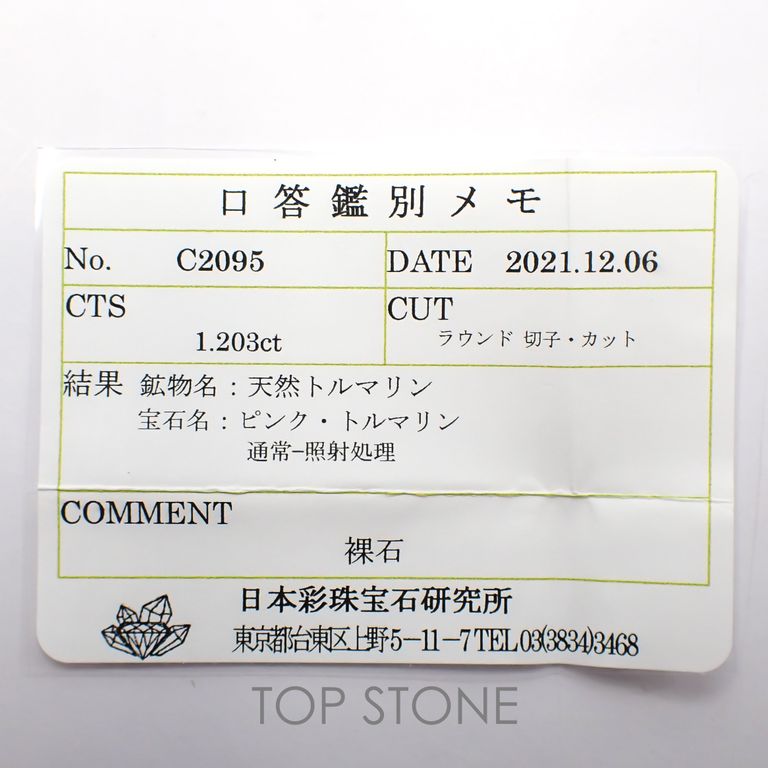 口答鑑別メモ
No. C2095 DATE 2021.12.06
CTS CUT
1.203ct ラウンド 切子・カット
結果 鉱物名：天然トルマリン
宝石名：ピンク・トルマリン
通常−照射処理
COMMENT
裸石
日本彩珠宝石研究所
東京都台東区上野5−11−7 TEL 03(3834)3468
TOP STONE